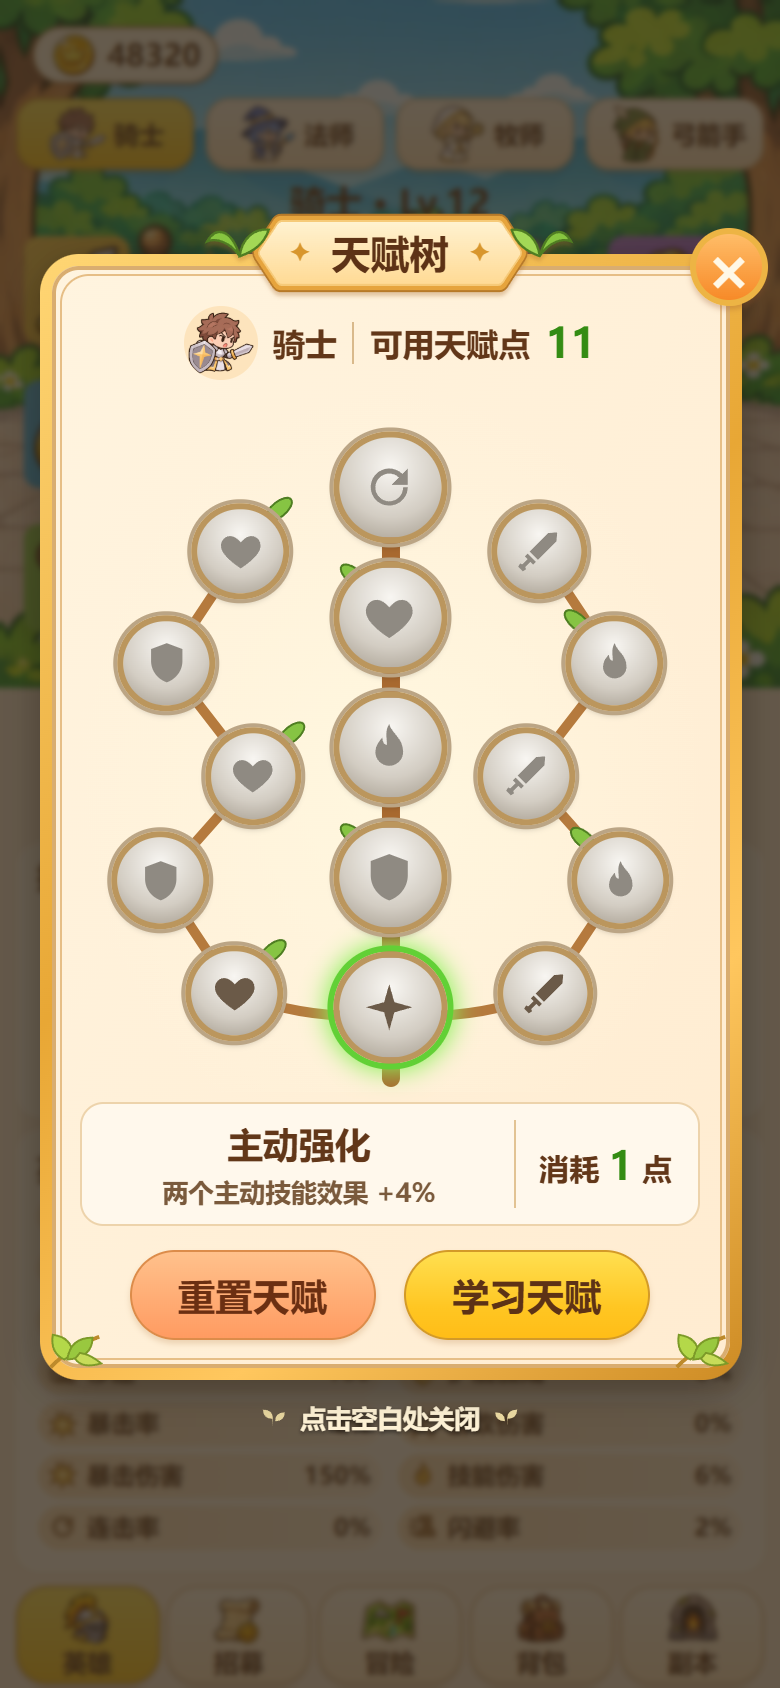 48320
骑士
法师
牧师
弓箭手
骑士 • Lv.12
天赋树
骑士
可用天赋点 11
主动强化
两个主动技能效果 +4%
消耗 1 点
重置天赋
学习天赋
点击空白处关闭
暴击率
0%
暴击伤害
150%
技能伤害
6%
连击率
0%
闪避率
2%
英雄
招募
冒险
背包
副本